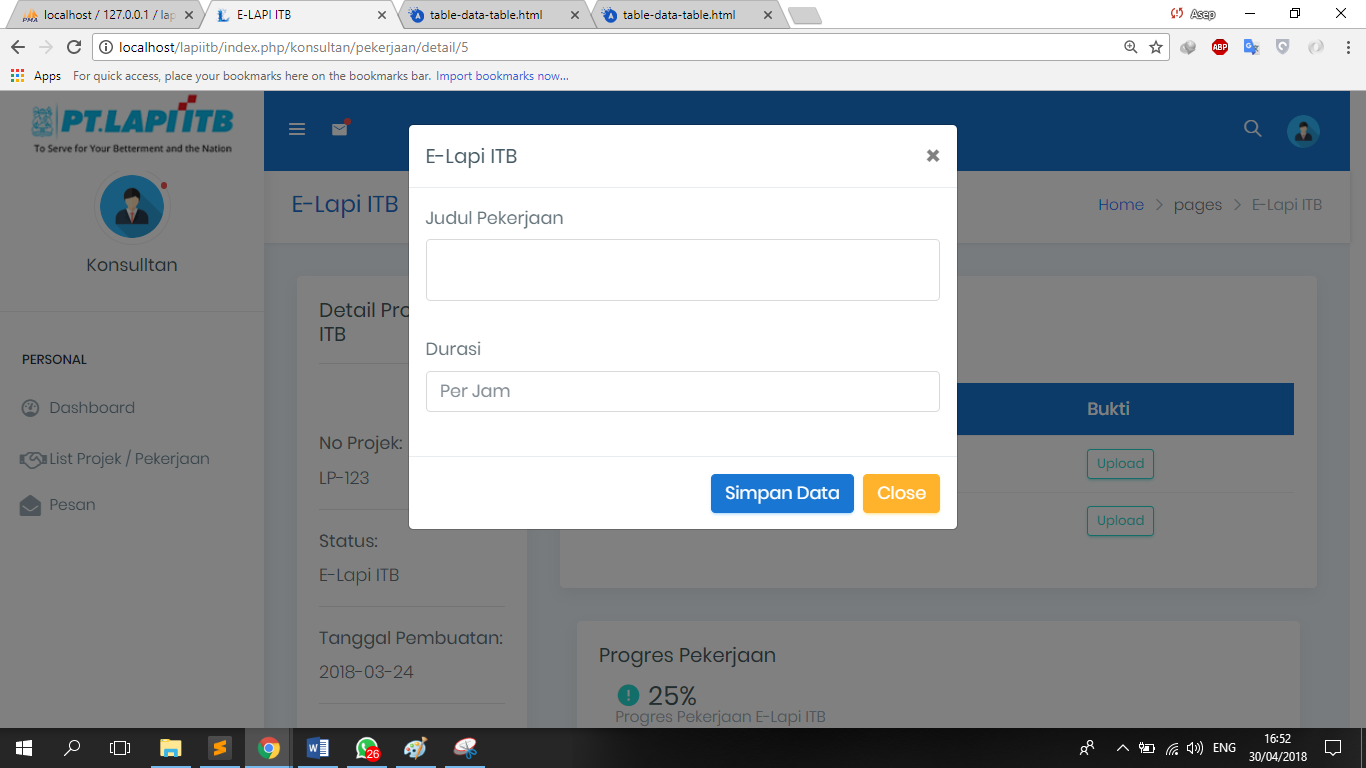 localhost / 127.0.0.1 / lap
E-LAPI ITB
table-data-table.html
table-data-table.html
Asep
localhost/lapiitb/index.php/konsultan/pekerjaan/detail/5
ABP
Apps
For quick access, place your bookmarks here on the bookmarks bar. Import bookmarks now...
PT.LAPI ITB
To Serve for Your Betterment and the Nation
Konsulltan
PERSONAL
Dashboard
List Projek / Pekerjaan
Pesan
E-Lapi ITB
Home > pages > E-Lapi ITB
Detail Pro
ITB
No Projek:
LP-123
Status:
E-Lapi ITB
Tanggal Pembuatan:
2018-03-24
E-Lapi ITB
×
Judul Pekerjaan
Durasi
Per Jam
Simpan Data
Close
Bukti
Upload
Upload
Progres Pekerjaan
25%
Progres Pekerjaan E-Lapi ITB
26
ENG
16:52
30/04/2018